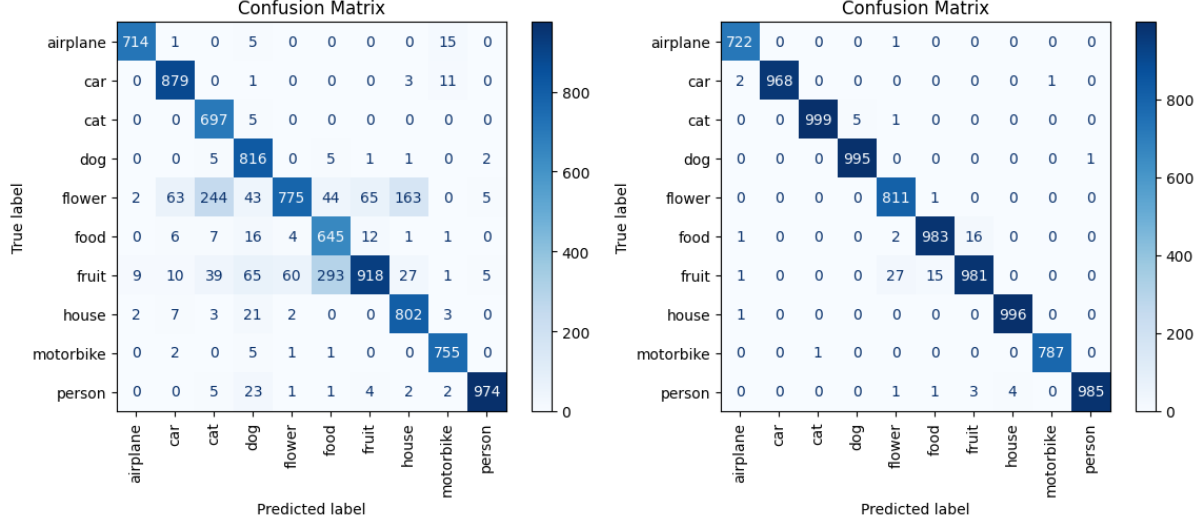 Confusion Matrix
airplane 714 1 0 5 0 0 0 0 15 0
car 0 879 0 1 0 0 0 3 11 0
cat 0 0 697 5 0 0 0 0 0 0
dog 0 0 5 816 0 5 1 1 0 2
flower 2 63 244 43 775 44 65 163 0 5
food 0 6 7 16 4 645 12 1 1 0
fruit 9 10 39 65 60 293 918 27 1 5
house 2 7 3 21 2 0 0 802 3 0
motorbike 0 2 0 5 1 1 0 0 755 0
person 0 0 5 23 1 1 4 2 2 974
airplane car cat dog flower food fruit house motorbike person
True label
Predicted label
800
600
400
200
0
Confusion Matrix
airplane 722 0 0 0 1 0 0 0 0 0
car 2 968 0 0 0 0 0 0 1 0
cat 0 0 999 5 1 0 0 0 0 0
dog 0 0 0 995 0 0 0 0 0 1
flower 0 0 0 0 811 1 0 0 0 0
food 1 0 0 0 2 983 16 0 0 0
fruit 1 0 0 0 27 15 981 0 0 0
house 1 0 0 0 0 0 0 996 0 0
motorbike 0 0 1 0 0 0 0 0 787 0
person 0 0 0 0 1 1 3 4 0 985
airplane car cat dog flower food fruit house motorbike person
True label
Predicted label
800
600
400
200
0